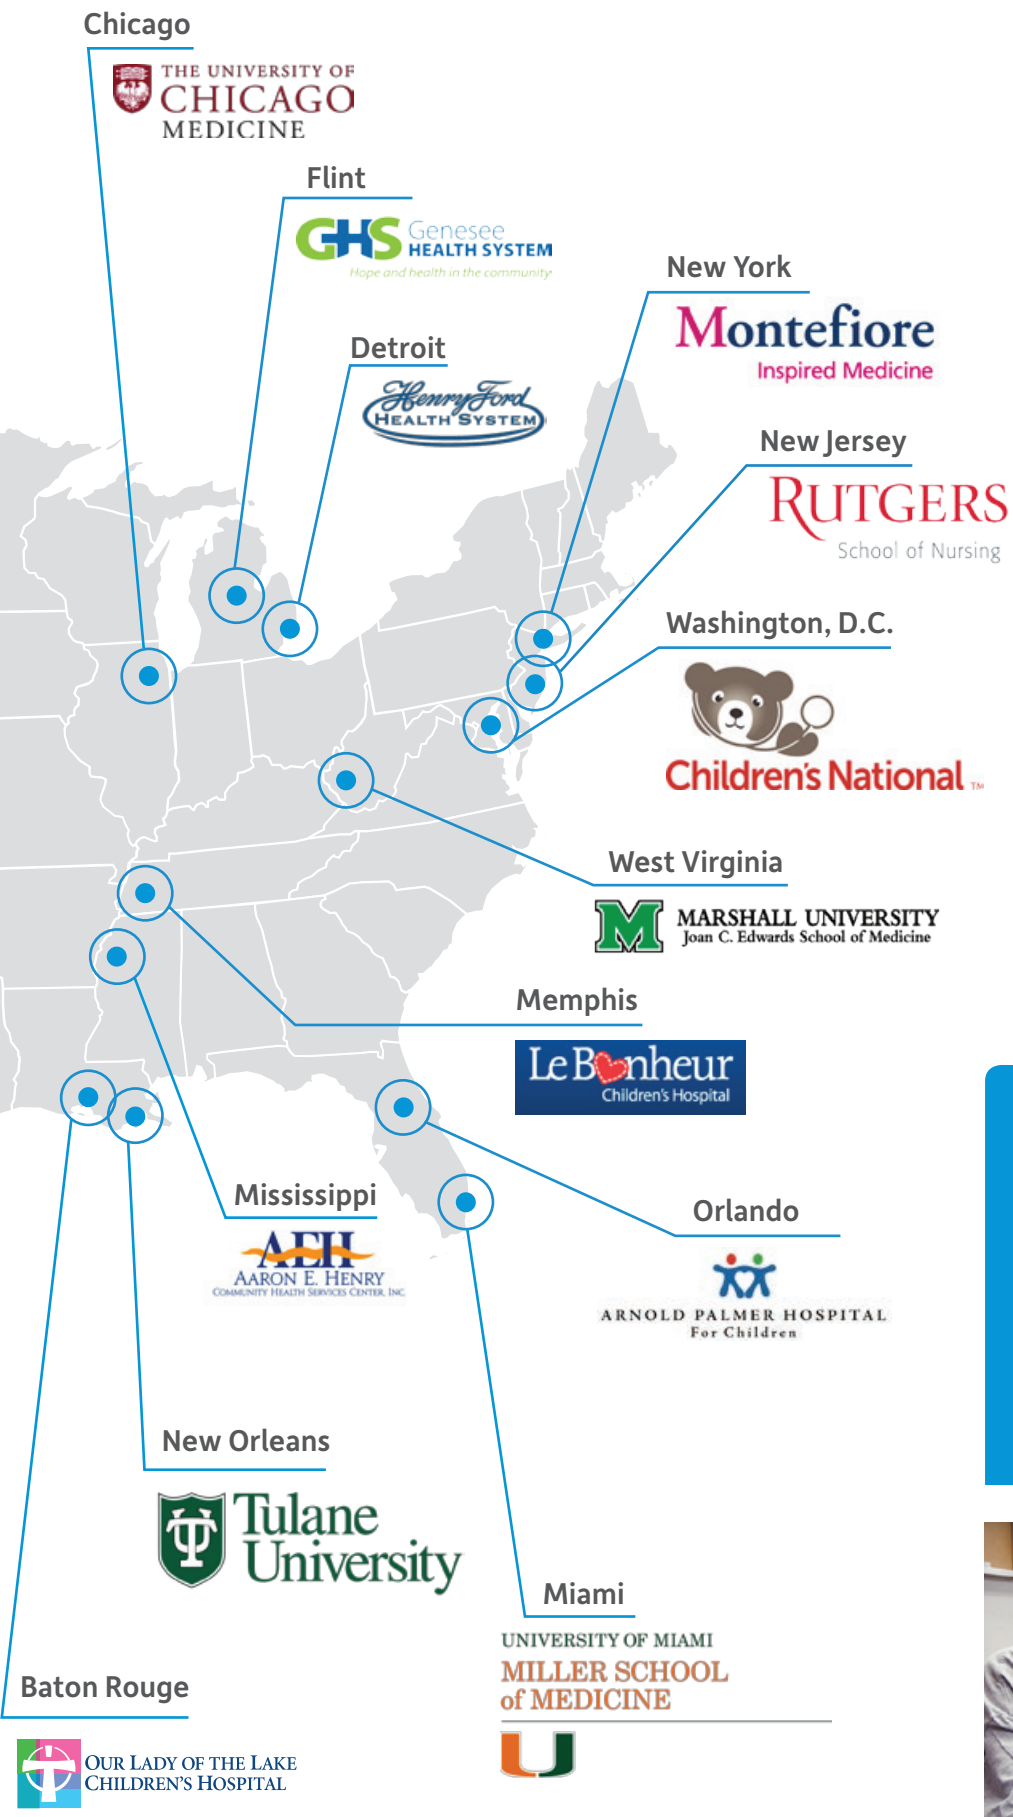 Chicago
THE UNIVERSITY OF
CHICAGO
MEDICINE
Flint
GHS Genesee
HEALTH SYSTEM
Hope and health in the community
New York
Montefiore
Inspired Medicine
Detroit
Henry Ford
HEALTH SYSTEM
New Jersey
RUTGERS
School of Nursing
Washington, D.C.
Children's National TM
West Virginia
M MARSHALL UNIVERSITY
Joan C. Edwards School of Medicine
Memphis
Le Bonheur
Children's Hospital
Mississippi
AEH
AARON E. HENRY
COMMUNITY HEALTH SERVICES CENTER, INC
Orlando
ARNOLD PALMER HOSPITAL
For Children
New Orleans
Tulane
University
Miami
UNIVERSITY OF MIAMI
MILLER SCHOOL
of MEDICINE
U
Baton Rouge
OUR LADY OF THE LAKE
CHILDREN'S HOSPITAL